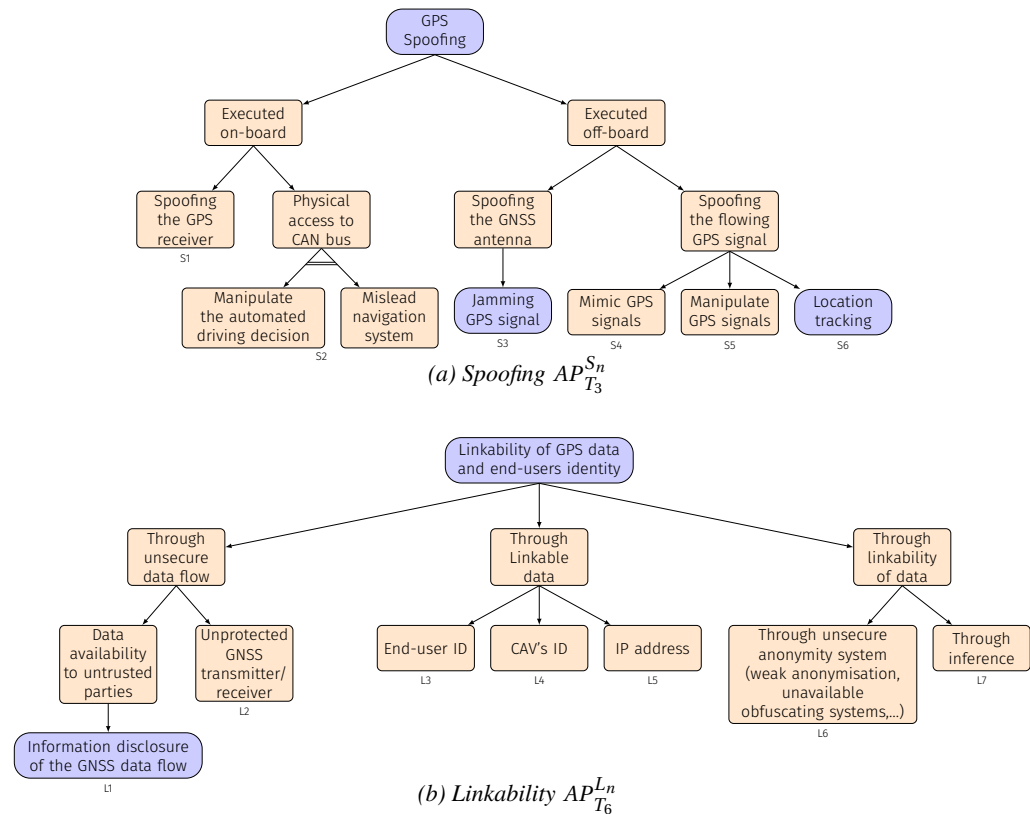 GPS
Spoofing
Executed
on-board
Executed
off-board
Spoofing
the GPS
receiver
S1
Physical
access to
CAN bus
Spoofing
the GNSS
antenna
Spoofing
the flowing
GPS signal
Manipulate
the automated
driving decision
Mislead
navigation
system
S2
Jamming
GPS signal
S3
Mimic GPS
signals
S4
Manipulate
GPS signals
S5
Location
tracking
S6
(a) Spoofing $AP_{T_3}^{S_n}$
Linkability of GPS data
and end-users identity
Through
unsecure
data flow
Through
Linkable
data
Through
linkability
of data
Data
availability
to untrusted
parties
Unprotected
GNSS
transmitter/
receiver
L2
End-user ID
L3
CAV's ID
L4
IP address
L5
Through unsecure
anonymity system
(weak anonymisation,
unavailable
obfuscating systems,...)
L6
Through
inference
L7
Information disclosure
of the GNSS data flow
L1
(b) Linkability $AP_{T_6}^{L_n}$